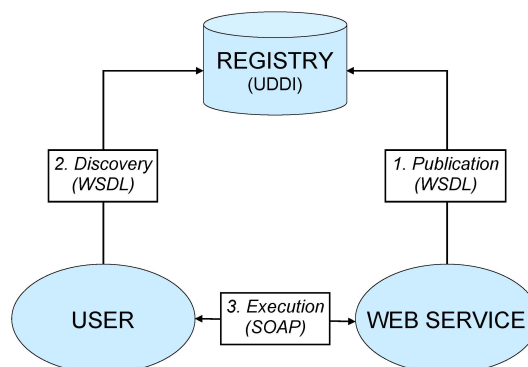 REGISTRY
(UDDI)
2. Discovery
(WSDL)
1. Publication
(WSDL)
USER
3. Execution
(SOAP)
WEB SERVICE